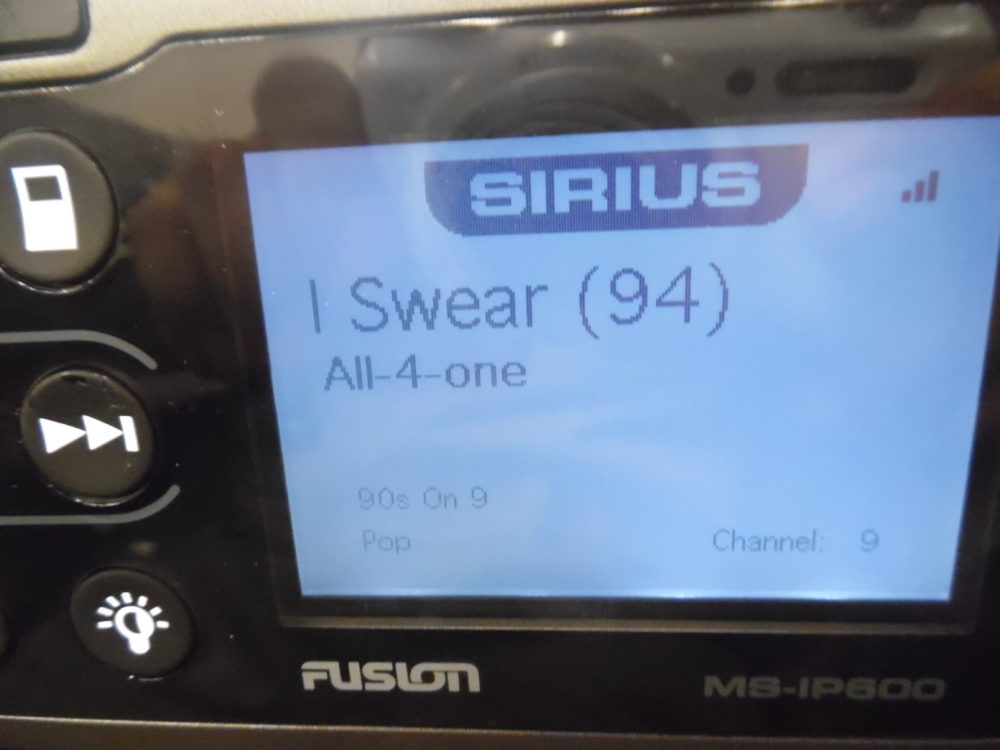 SIRIUS
I Swear (94)
All-4-one
90s On 9
Pop
Channel: 9
FUSION
MS-IP600